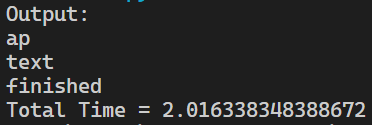 Output:
ap
text
finished
Total Time = 2.016338348388672